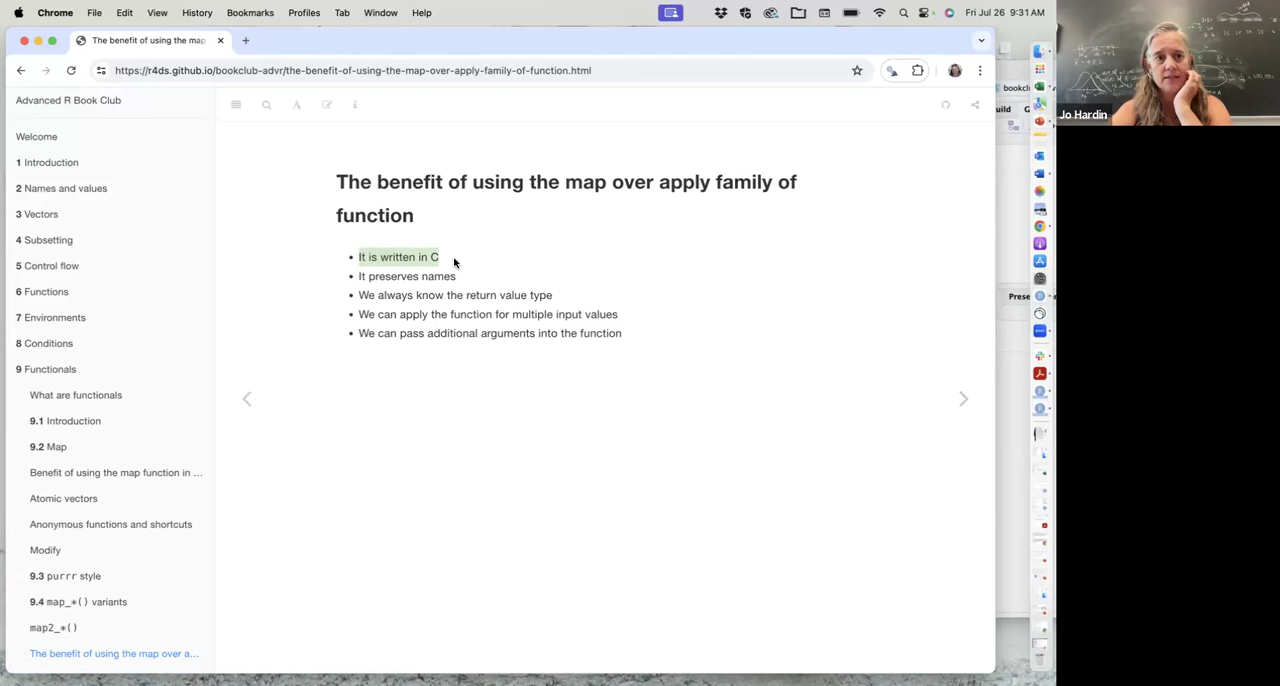 Chrome File Edit View History Bookmarks Profiles Tab Window Help Fri Jul 26 9:31 AM
The benefit of using the map
https://r4ds.github.io/bookclub-advr/the-benefit-of-using-the-map-over-apply-family-of-function.html
Advanced R Book Club
Welcome
1 Introduction
2 Names and values
3 Vectors
4 Subsetting
5 Control flow
6 Functions
7 Environments
8 Conditions
9 Functionals
What are functionals
9.1 Introduction
9.2 Map
Benefit of using the map function in ...
Atomic vectors
Anonymous functions and shortcuts
Modify
9.3 purrr style
9.4 map_*() variants
map2_*()
The benefit of using the map over a...
The benefit of using the map over apply family of
function
• It is written in C
• It preserves names
• We always know the return value type
• We can apply the function for multiple input values
• We can pass additional arguments into the function
bookclu
uild
Prese
Jo Hardin